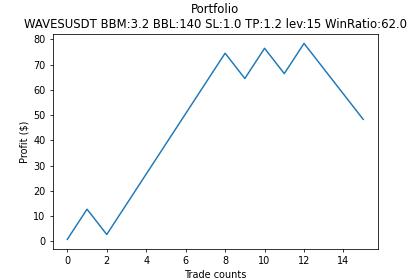 Portfolio
WAVESUSDT BBM:3.2 BBL:140 SL:1.0 TP:1.2 lev:15 WinRatio:62.0
80
70
60
50
40
30
20
10
0
Profit ($)
0 2 4 6 8 10 12 14
Trade counts